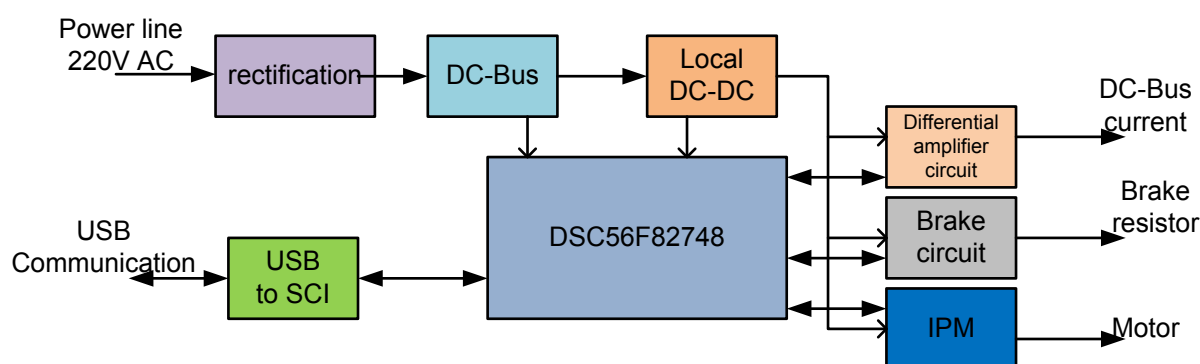 Power line
220V AC
rectification
DC-Bus
Local
DC-DC
Differential
amplifier
circuit
DC-Bus
current
Brake
circuit
Brake
resistor
IPM
Motor
DSC56F82748
USB
Communication
USB
to SCI